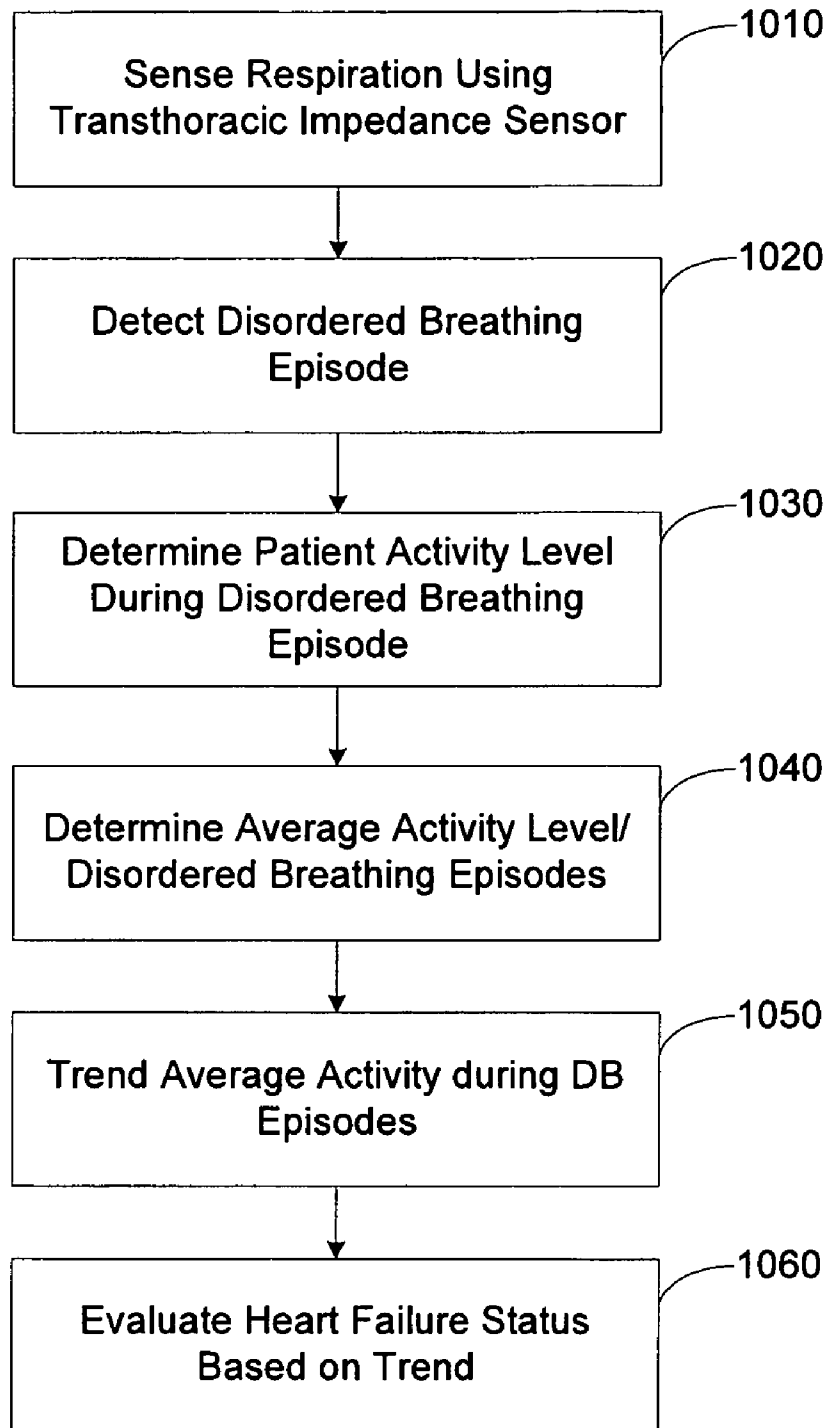 1010
Sense Respiration Using
Transthoracic Impedance Sensor
1020
Detect Disordered Breathing
Episode
1030
Determine Patient Activity Level
During Disordered Breathing
Episode
1040
Determine Average Activity Level/
Disordered Breathing Episodes
1050
Trend Average Activity during DB
Episodes
1060
Evaluate Heart Failure Status
Based on Trend